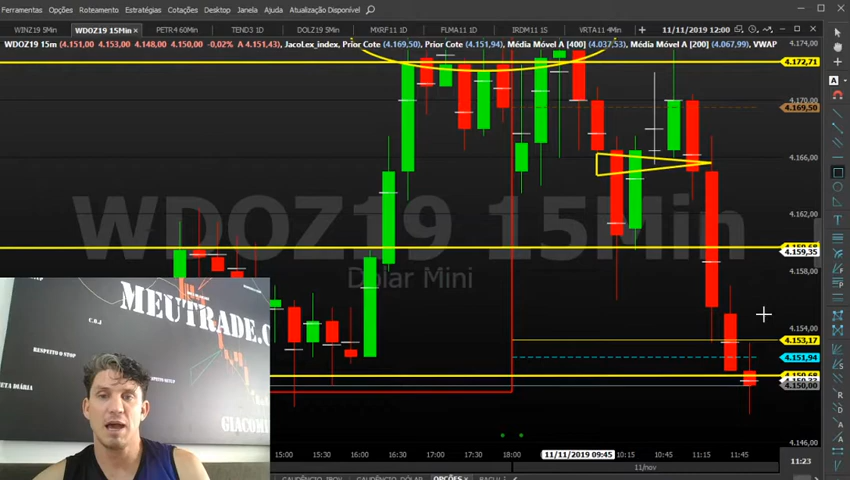 Ferramentas Opções Boletas Estratégias Cotações Desktop Janela Ajuda Atualização Disponível
WINZ19 5Min WDOZ19 15Min × PETR4 60Min TEND3 1D DOLZ19 5Min MXRF11 1D FLMA11 1D IRDM11 15S VRTA11 4Min + 11/11/2019 12:00
WDOZ19 15m (4.151,00 4.153,00 4.148,00 4.150,00 -0,02% A 4.151,43), JacoLex_index, Prior Cote (4.169,50), Prior Cote (4.151,94), Média Móvel A [400] (4.037,53), Média Móvel A [200] (4.067,99), VWAP
4.174,00
4.172,71
4.170,00
4.169,50
4.166,00
4.162,00
4.159,35
4.158,00
4.154,00
4.153,17
4.151,94
4.150,00
4.146,00
WDOZ19 15Min
Dólar Mini
MEUTRADE.C
C.O.J
RESPEITO O STOP
META DIÁRIA
GIACOMI
15:00 15:30 16:00 16:30 17:00 17:30 18:00 11/11/2019 09:45 10:15 10:45 11:15 11:45
11/nov
11:23
OPÇÕES